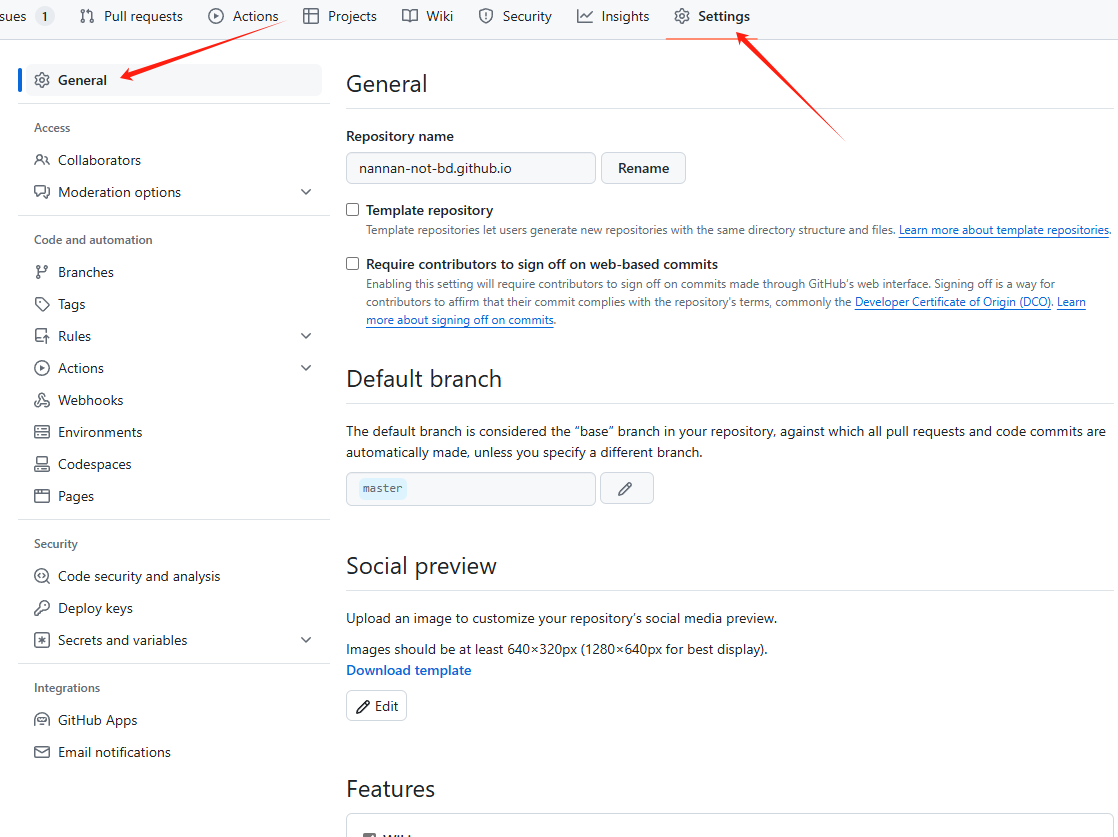 sues 1 Pull requests Actions Projects Wiki Security Insights Settings
General
Access
Collaborators
Moderation options
Code and automation
Branches
Tags
Rules
Actions
Webhooks
Environments
Codespaces
Pages
Security
Code security and analysis
Deploy keys
Secrets and variables
Integrations
GitHub Apps
Email notifications
General
Repository name
nannan-not-bd.github.io Rename
Template repository
Template repositories let users generate new repositories with the same directory structure and files. Learn more about template repositories.
Require contributors to sign off on web-based commits
Enabling this setting will require contributors to sign off on commits made through GitHub's web interface. Signing off is a way for
contributors to affirm that their commit complies with the repository's terms, commonly the Developer Certificate of Origin (DCO). Learn
more about signing off on commits.
Default branch
The default branch is considered the “base” branch in your repository, against which all pull requests and code commits are
automatically made, unless you specify a different branch.
master
Social preview
Upload an image to customize your repository’s social media preview.
Images should be at least 640×320px (1280×640px for best display).
Download template
Edit
Features